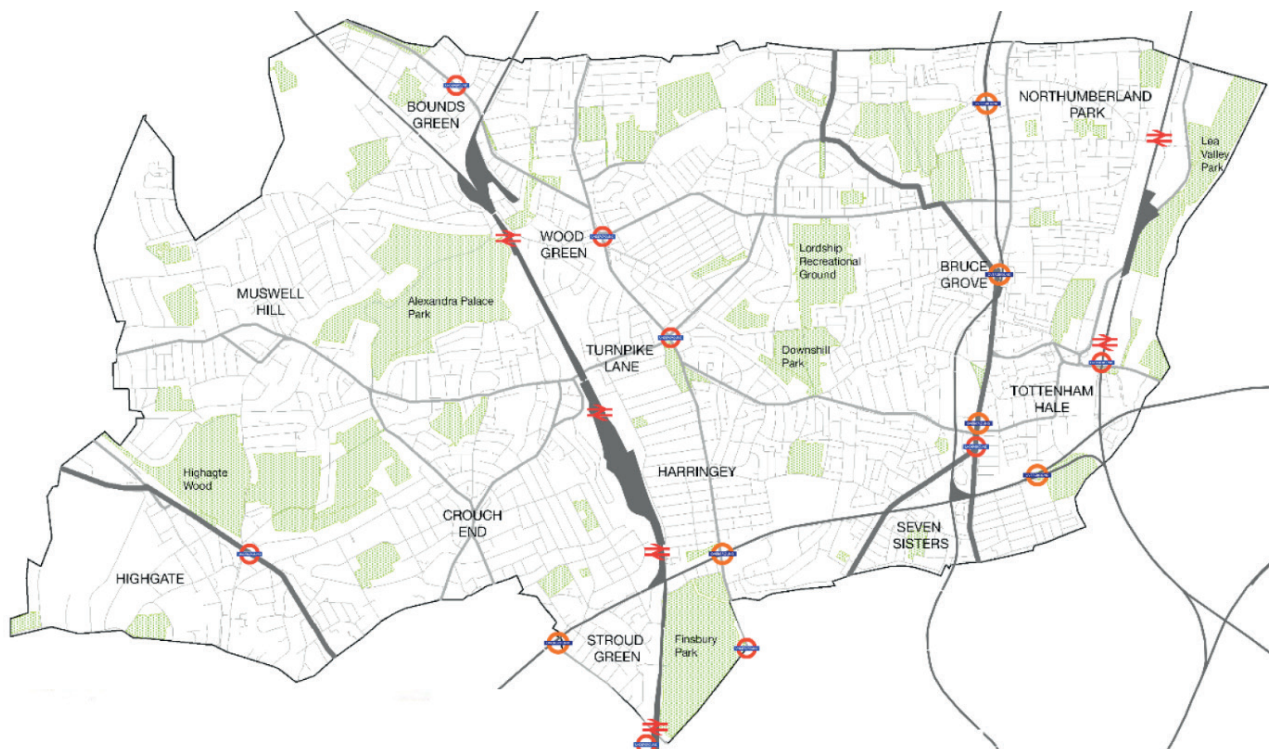 BOUNDS
GREEN
NORTHUMBERLAND
PARK
Lea
Valley
Park
WOOD
GREEN
Lordship
Recreational
Ground
BRUCE
GROVE
MUSWELL
HILL
Alexandra Palace
Park
TURNPIKE
LANE
Downshill
Park
TOTTENHAM
HALE
Highagte
Wood
HARRINGEY
CROUCH
END
SEVEN
SISTERS
HIGHGATE
STROUD
GREEN
Finsbury
Park